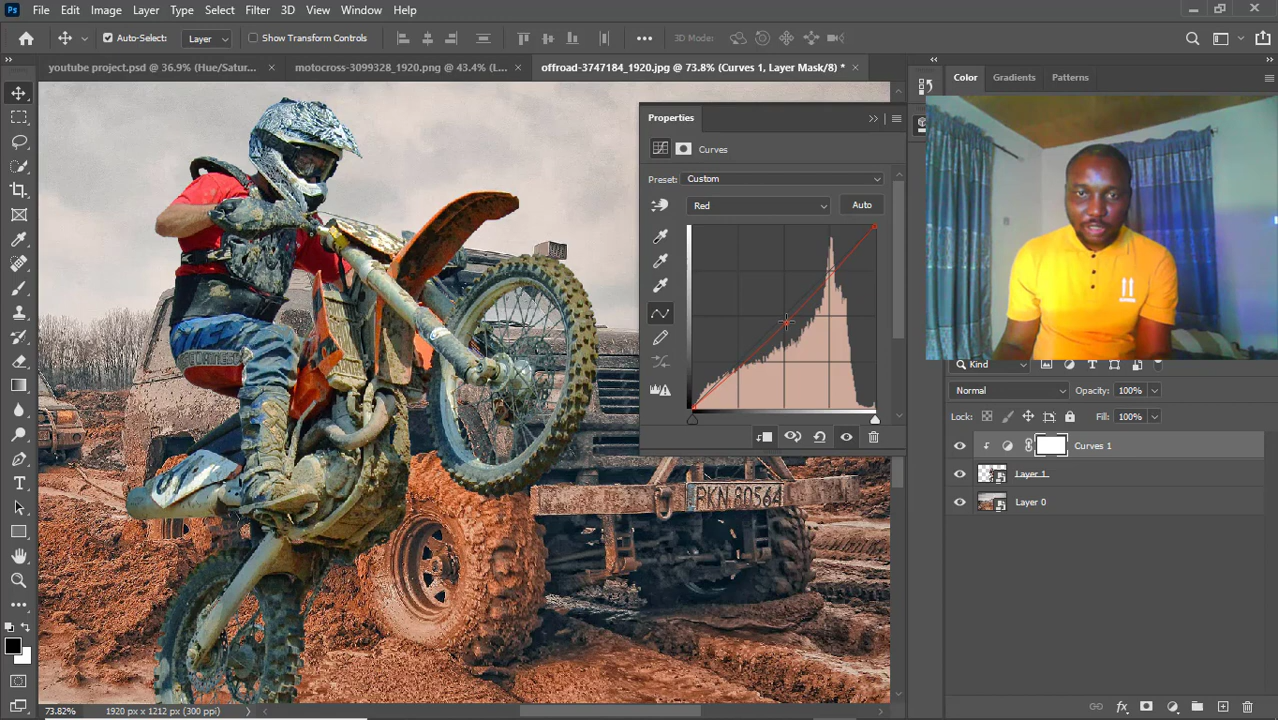 Ps File Edit Image Layer Type Select Filter 3D View Window Help
Auto-Select: Layer Show Transform Controls 3D Mode:
youtube project.psd @ 36.9% (Hue/Satur... motocross-3099328_1920.png @ 43.4% (L... offroad-3747184_1920.jpg @ 73.8% (Curves 1, Layer Mask/8) *
Color Gradients Patterns
Properties
Curves
Preset: Custom
Red Auto
Kind
Normal Opacity: 100%
Lock: Fill: 100%
Curves 1
Layer 1
Layer 0
PKN 80564
73.82% 1920 px x 1212 px (300 ppi)